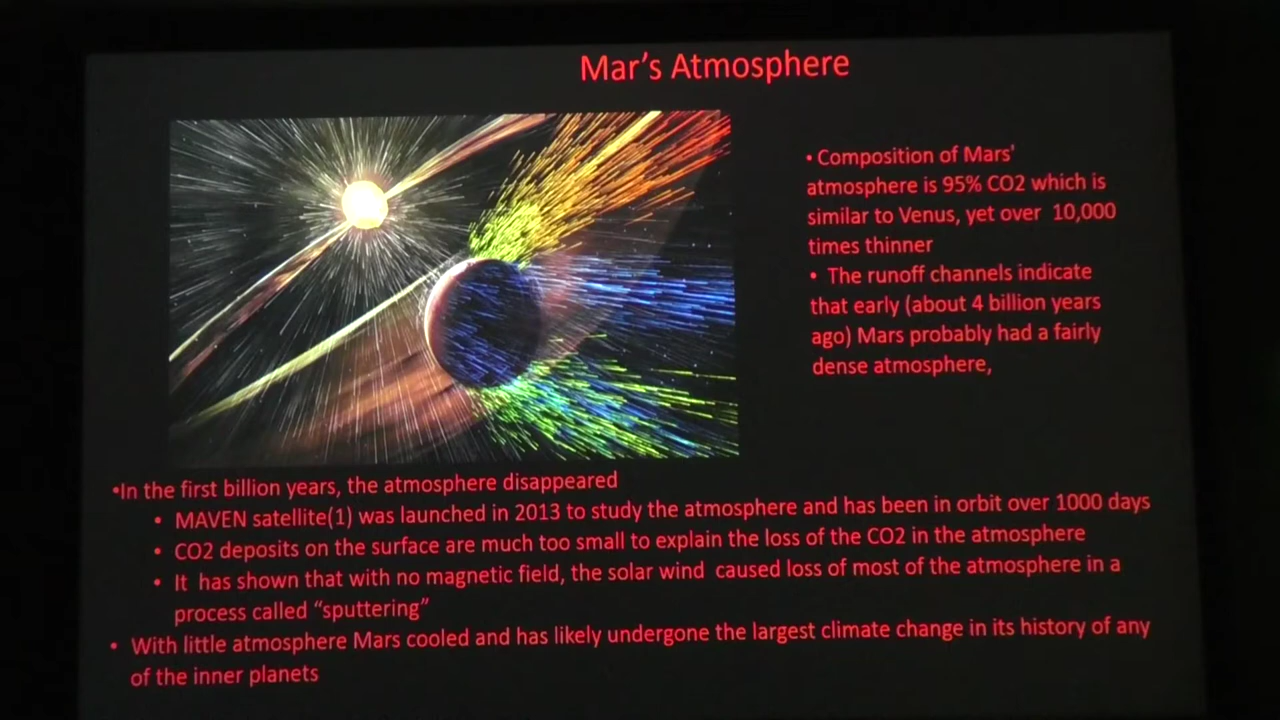 Mar's Atmosphere
• Composition of Mars'
atmosphere is 95% CO2 which is
similar to Venus, yet over 10,000
times thinner
• The runoff channels indicate
that early (about 4 billion years
ago) Mars probably had a fairly
dense atmosphere,
•In the first billion years, the atmosphere disappeared
• MAVEN satellite(1) was launched in 2013 to study the atmosphere and has been in orbit over 1000 days
• CO2 deposits on the surface are much too small to explain the loss of the CO2 in the atmosphere
• It has shown that with no magnetic field, the solar wind caused loss of most of the atmosphere in a
process called “sputtering”
• With little atmosphere Mars cooled and has likely undergone the largest climate change in its history of any
of the inner planets